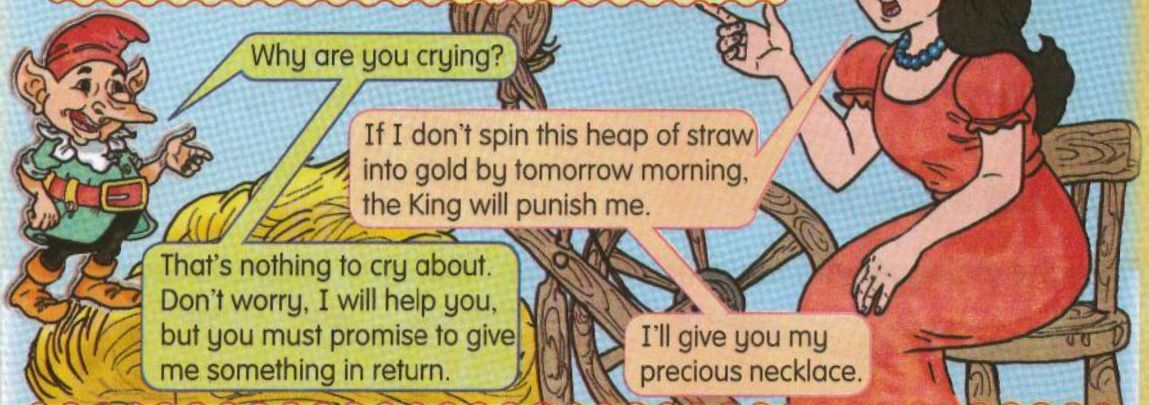 Why are you crying?
If I don't spin this heap of straw
into gold by tomorrow morning,
the King will punish me.
That's nothing to cry about.
Don't worry, I will help you,
but you must promise to give
me something in return.
I'll give you my
precious necklace.